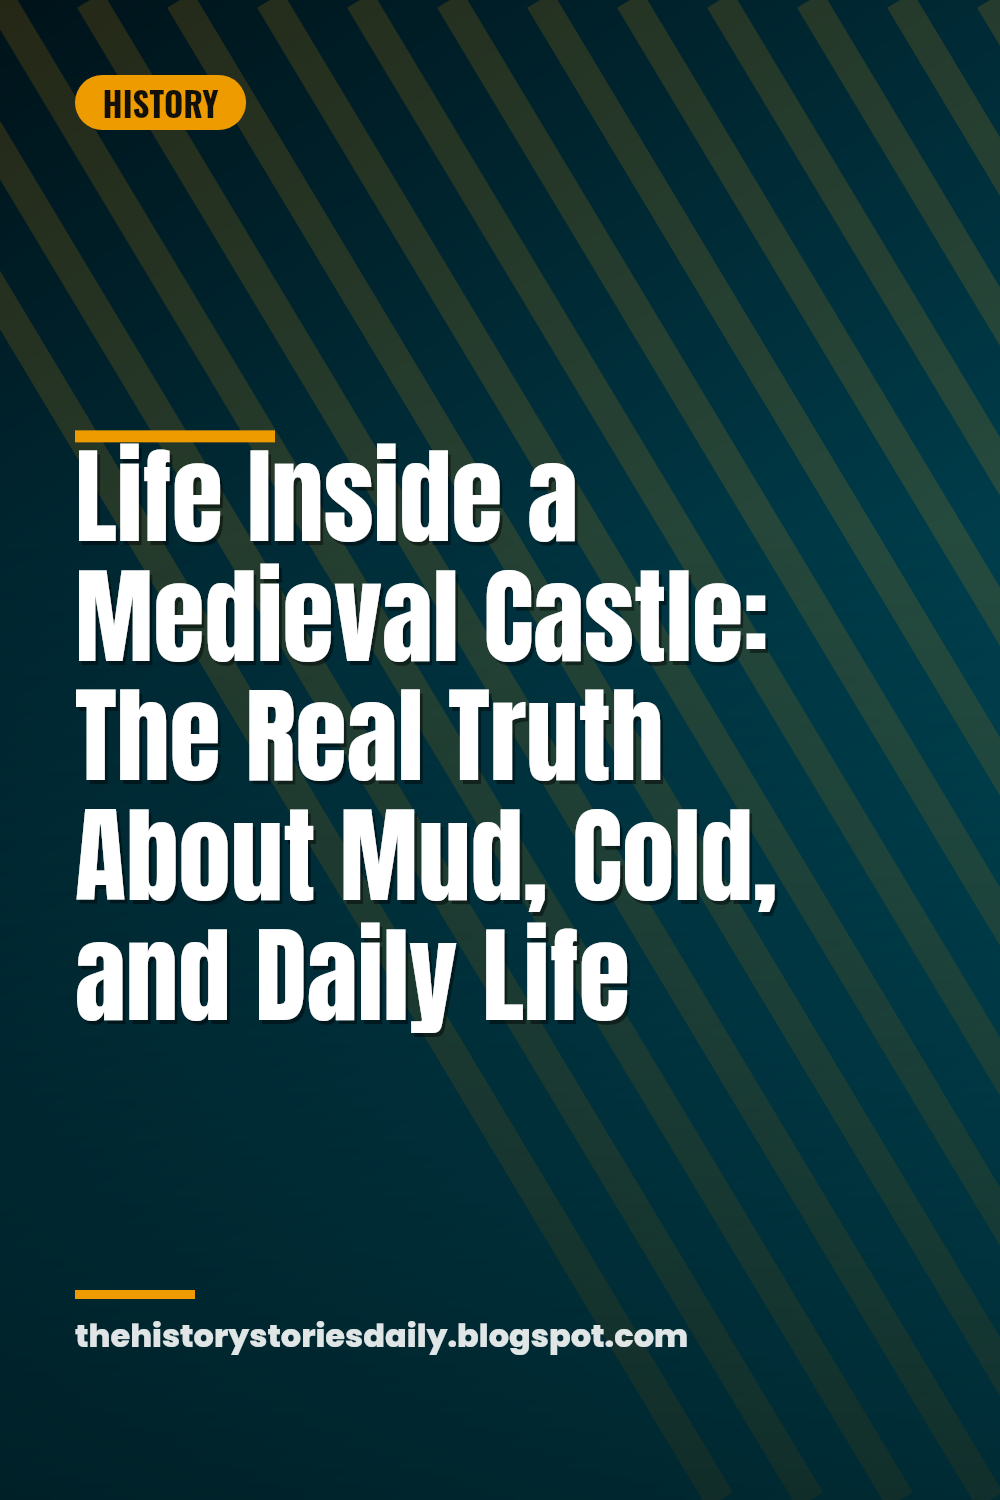 HISTORY
Life Inside a
Medieval Castle:
The Real Truth
About Mud, Cold,
and Daily Life
thehistorystoriesdaily.blogspot.com